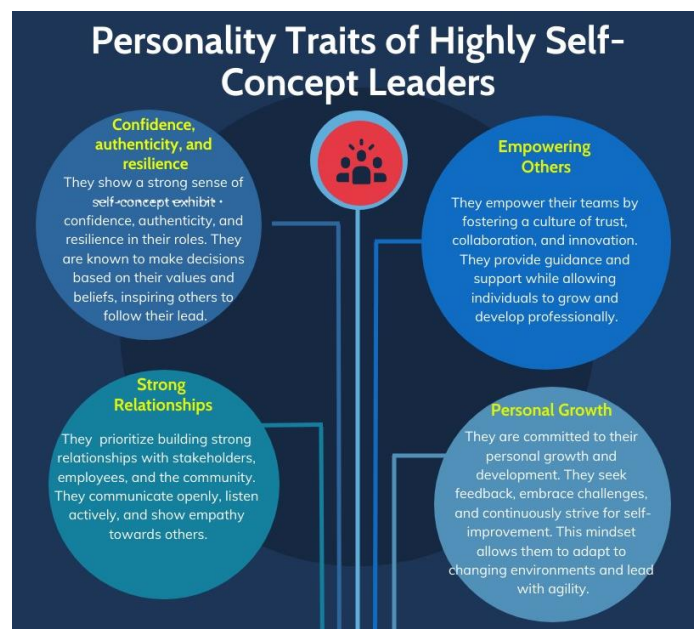 Personality Traits of Highly Self-
Concept Leaders
Confidence,
authenticity, and
resilience
They show a strong sense of
self-concept exhibit
confidence, authenticity, and
resilience in their roles. They
are known to make decisions
based on their values and
beliefs, inspiring others to
follow their lead.
Empowering
Others
They empower their teams by
fostering a culture of trust,
collaboration, and innovation.
They provide guidance and
support while allowing
individuals to grow and
develop professionally.
Strong
Relationships
They prioritize building strong
relationships with stakeholders,
employees, and the community.
They communicate openly, listen
actively, and show empathy
towards others.
Personal Growth
They are committed to their
personal growth and
development. They seek
feedback, embrace challenges,
and continuously strive for self-
improvement. This mindset
allows them to adapt to
changing environments and lead
with agility.